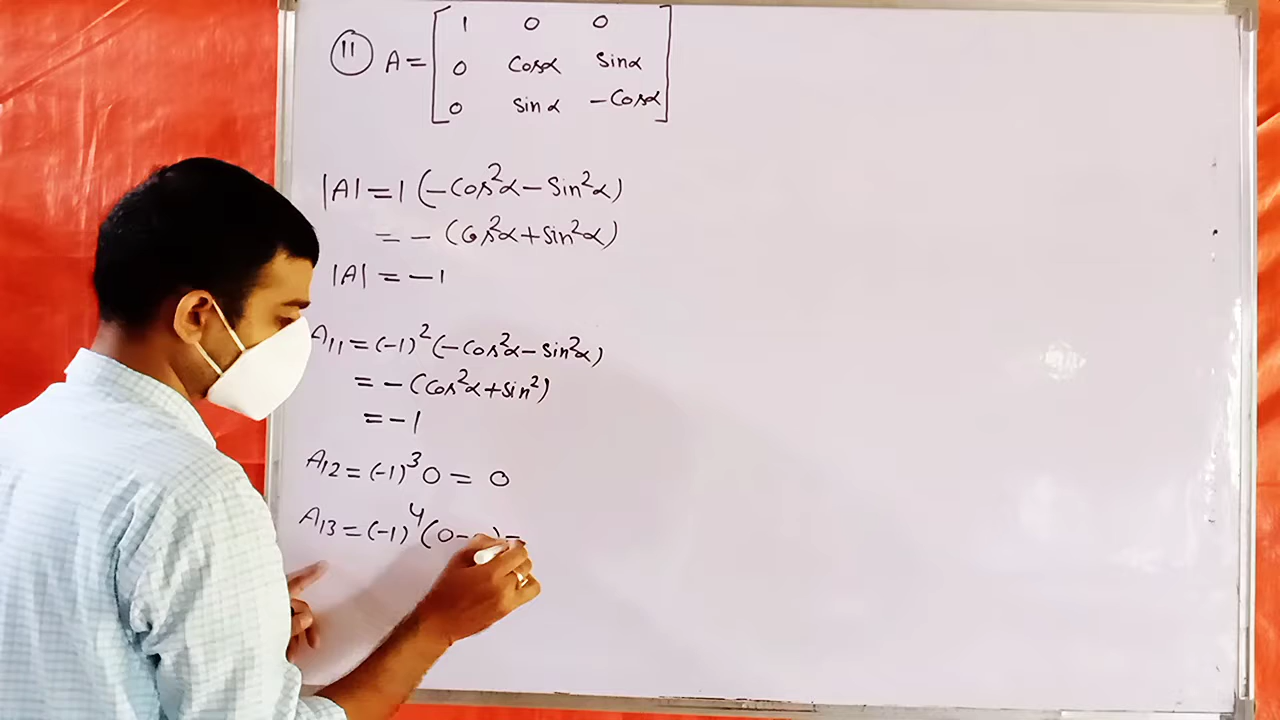 11 A = [ 1 0 0
0 Cosα Sinα
0 Sinα -Cosα ]
|A| = 1 (-Cos²α - Sin²α)
= - (Cos²α + Sin²α)
|A| = -1
A₁₁ = (-1)² (-Cos²α - Sin²α)
= - (Cos²α + Sin²)
= -1
A₁₂ = (-1)³ 0 = 0
A₁₃ = (-1)⁴ (0 - ) =